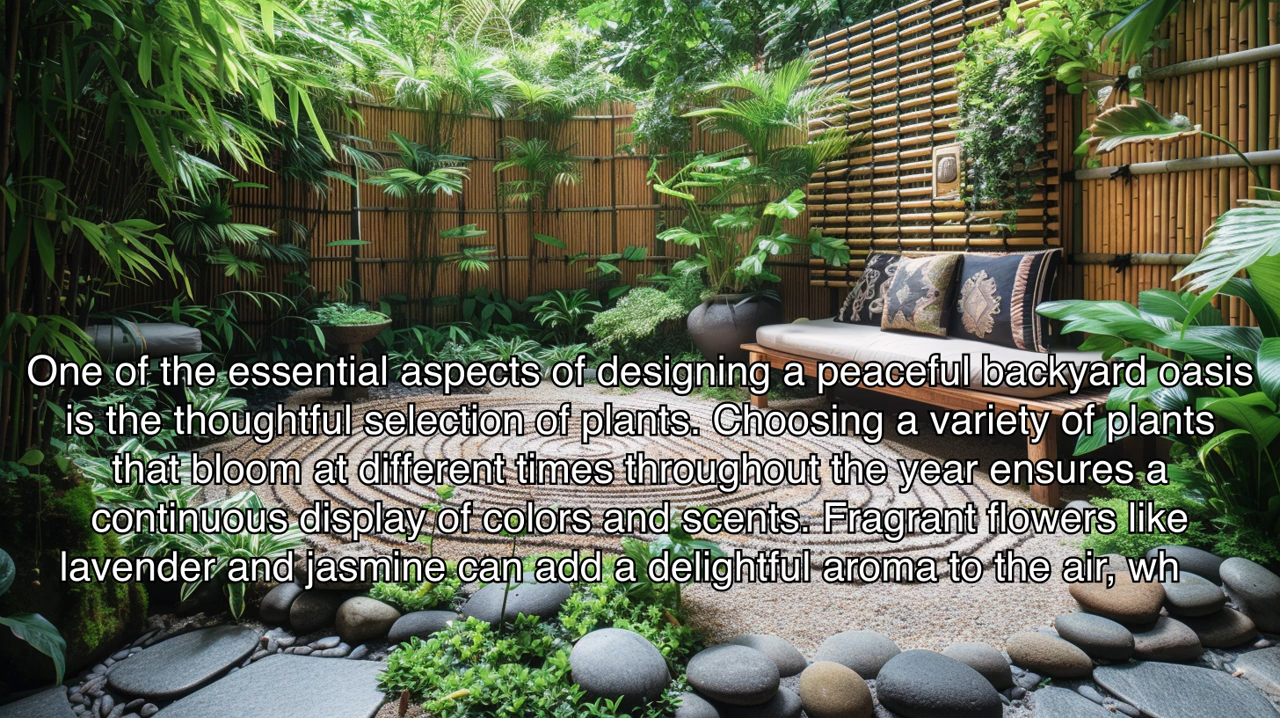 One of the essential aspects of designing a peaceful backyard oasis
is the thoughtful selection of plants. Choosing a variety of plants
that bloom at different times throughout the year ensures a
continuous display of colors and scents. Fragrant flowers like
lavender and jasmine can add a delightful aroma to the air, wh